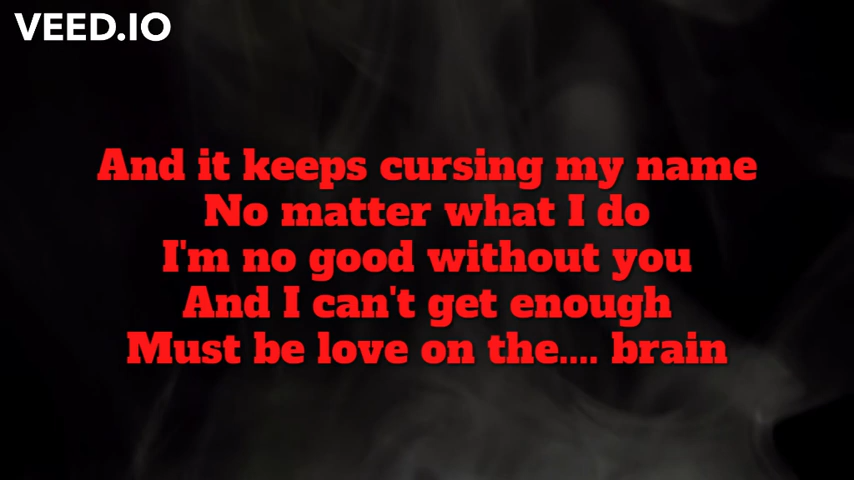 VEED.IO
And it keeps cursing my name
No matter what I do
I'm no good without you
And I can't get enough
Must be love on the.... brain